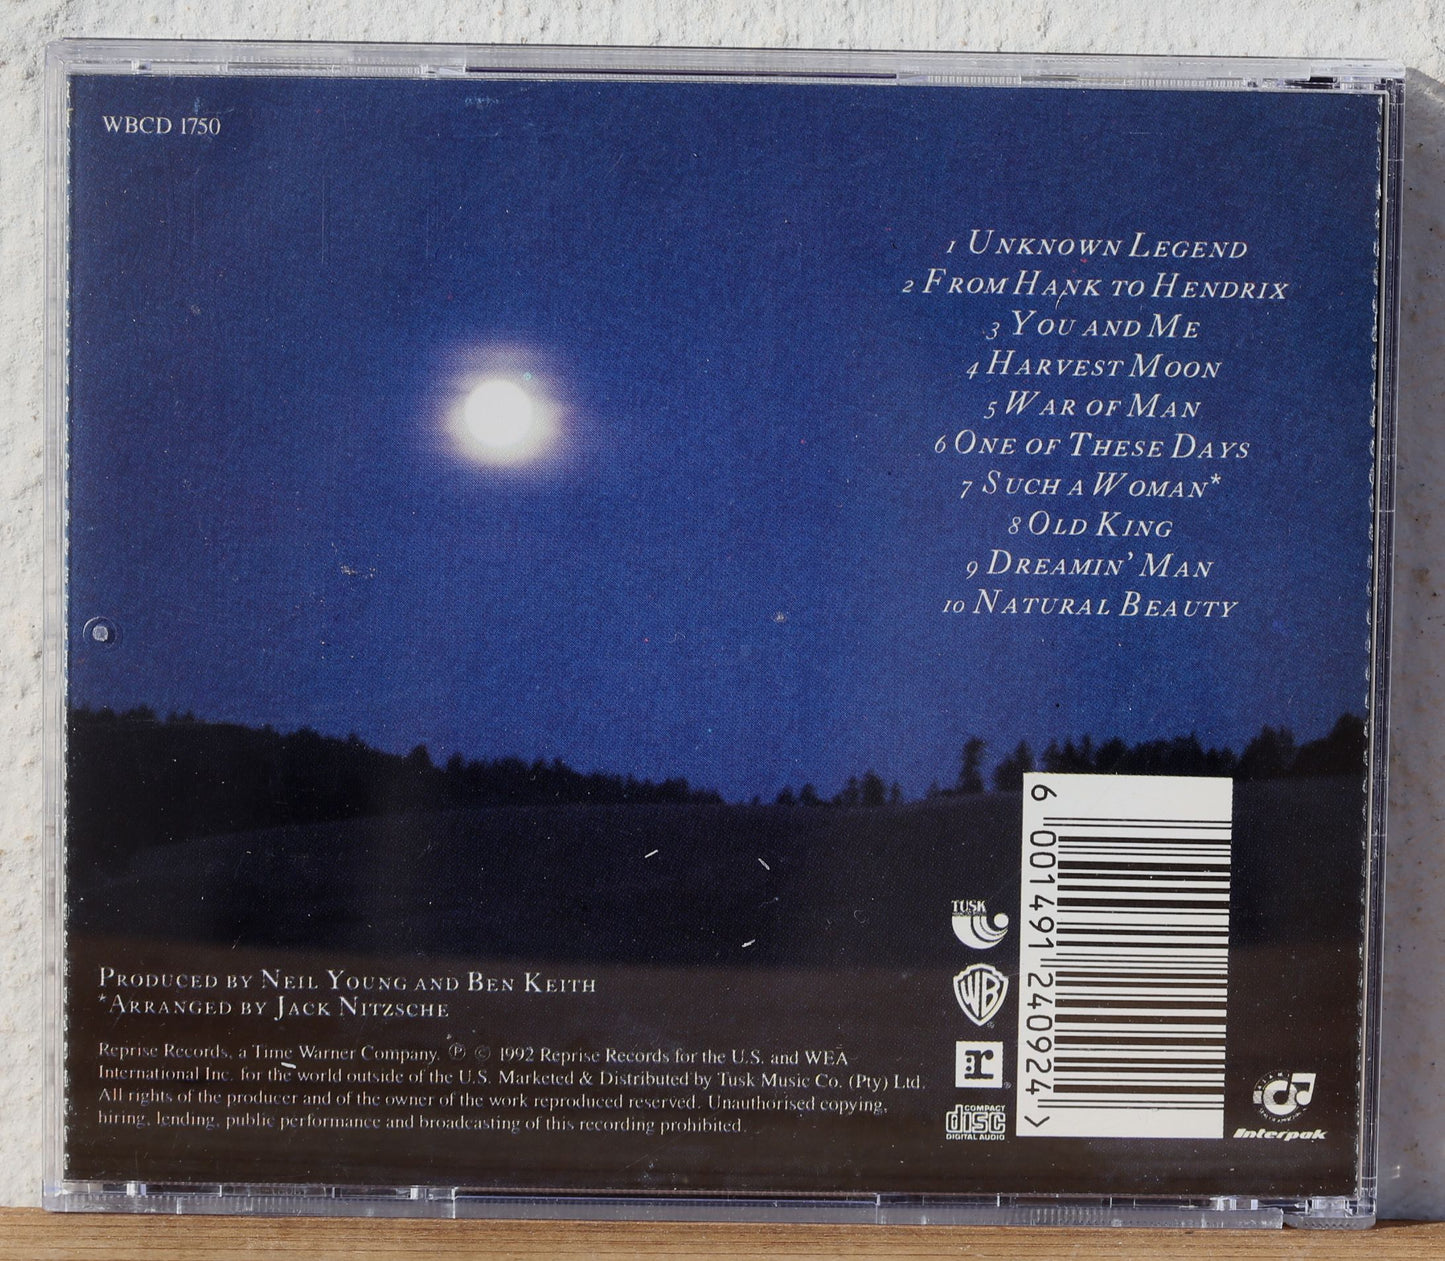 WBCD 1750
1 UNKNOWN LEGEND
2 FROM HANK TO HENDRIX
3 YOU AND ME
4 HARVEST MOON
5 WAR OF MAN
6 ONE OF THESE DAYS
7 SUCH A WOMAN*
8 OLD KING
9 DREAMIN' MAN
10 NATURAL BEAUTY
PRODUCED BY NEIL YOUNG AND BEN KEITH
*ARRANGED BY JACK NITZSCHE
Reprise Records, a Time Warner Company. ℗ © 1992 Reprise Records for the U.S. and WEA
International Inc. for the world outside of the U.S. Marketed & Distributed by Tusk Music Co. (Pty) Ltd.
All rights of the producer and of the owner of the work reproduced reserved. Unauthorised copying,
hiring, lending, public performance and broadcasting of this recording prohibited.
TUSK
WB
r
COMPACT
disc
DIGITAL AUDIO
6 001491 240924 >
CD
Interpak